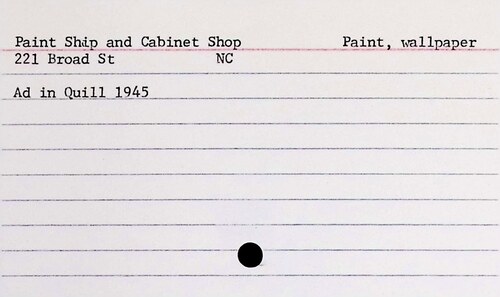 Paint Ship and Cabinet Shop Paint, wallpaper
221 Broad St NC
Ad in Quill 1945